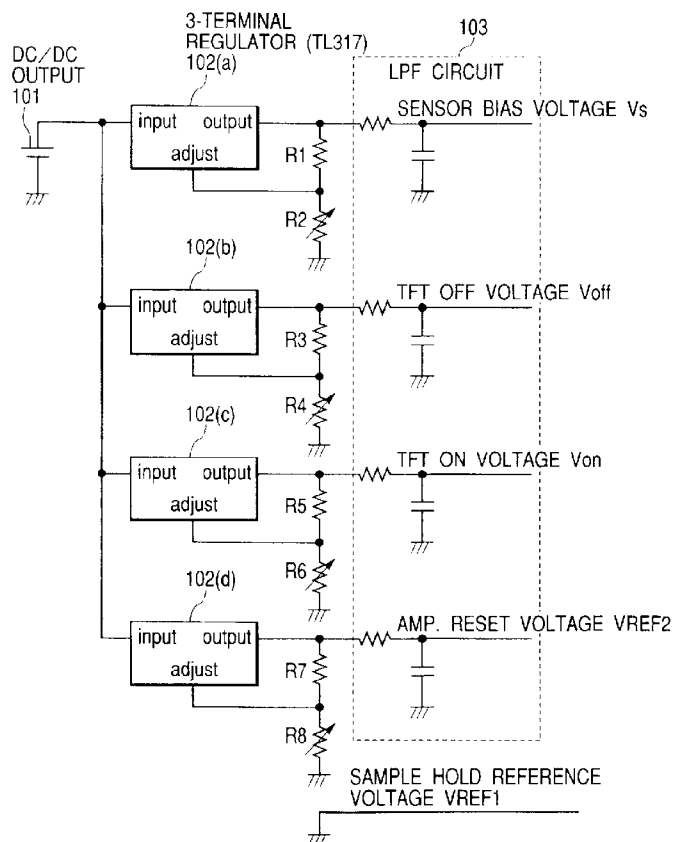 3-TERMINAL
REGULATOR (TL317)
103
DC/DC
OUTPUT
101
102(a)
LPF CIRCUIT
input output
adjust
R1
R2
SENSOR BIAS VOLTAGE Vs
102(b)
input output
adjust
R3
R4
TFT OFF VOLTAGE Voff
102(c)
input output
adjust
R5
R6
TFT ON VOLTAGE Von
102(d)
input output
adjust
R7
R8
AMP. RESET VOLTAGE VREF2
SAMPLE HOLD REFERENCE
VOLTAGE VREF1